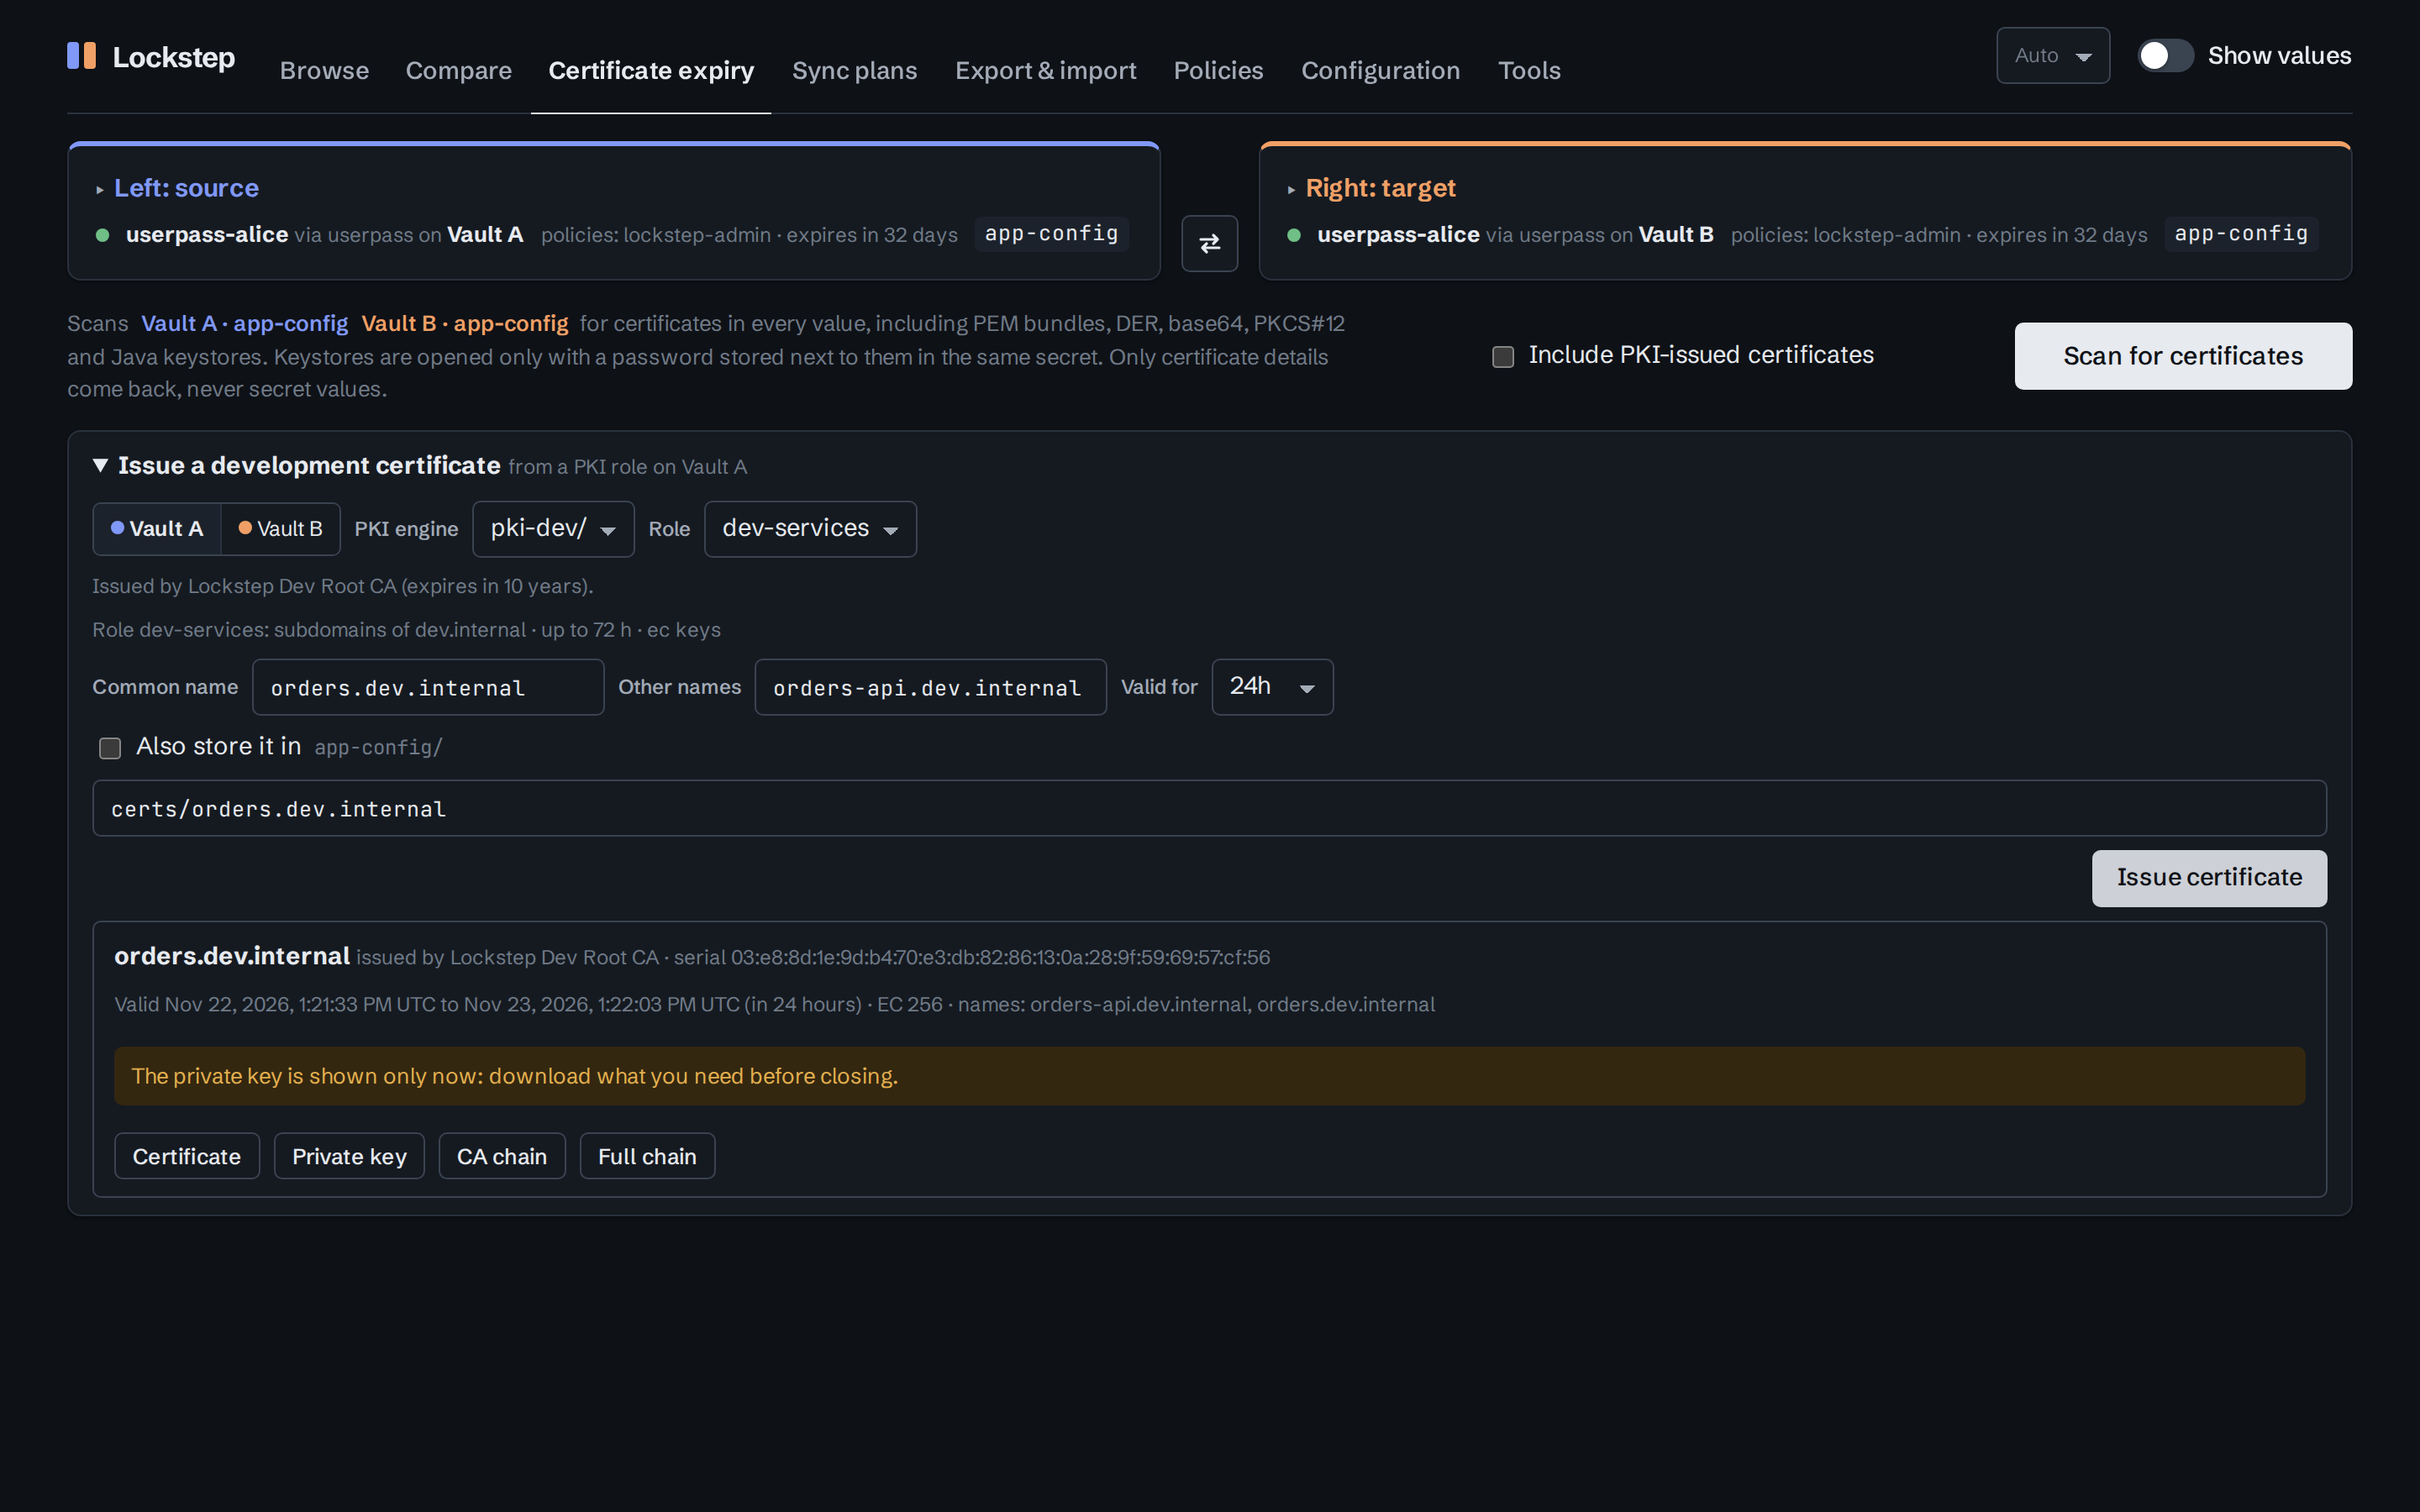 Lockstep Browse Compare Certificate expiry Sync plans Export & import Policies Configuration Tools Auto Show values
Left: source
userpass-alice via userpass on Vault A policies: lockstep-admin · expires in 32 days app-config
Right: target
userpass-alice via userpass on Vault B policies: lockstep-admin · expires in 32 days app-config
Scans Vault A · app-config Vault B · app-config for certificates in every value, including PEM bundles, DER, base64, PKCS#12
and Java keystores. Keystores are opened only with a password stored next to them in the same secret. Only certificate details
come back, never secret values.
Include PKI-issued certificates
Scan for certificates
Issue a development certificate from a PKI role on Vault A
Vault A Vault B PKI engine pki-dev/ Role dev-services
Issued by Lockstep Dev Root CA (expires in 10 years).
Role dev-services: subdomains of dev.internal · up to 72 h · ec keys
Common name orders.dev.internal Other names orders-api.dev.internal Valid for 24h
Also store it in app-config/
certs/orders.dev.internal
Issue certificate
orders.dev.internal issued by Lockstep Dev Root CA · serial 03:e8:8d:1e:9d:b4:70:e3:db:82:86:13:0a:28:9f:59:69:57:cf:56
Valid Nov 22, 2026, 1:21:33 PM UTC to Nov 23, 2026, 1:22:03 PM UTC (in 24 hours) · EC 256 · names: orders-api.dev.internal, orders.dev.internal
The private key is shown only now: download what you need before closing.
Certificate Private key CA chain Full chain